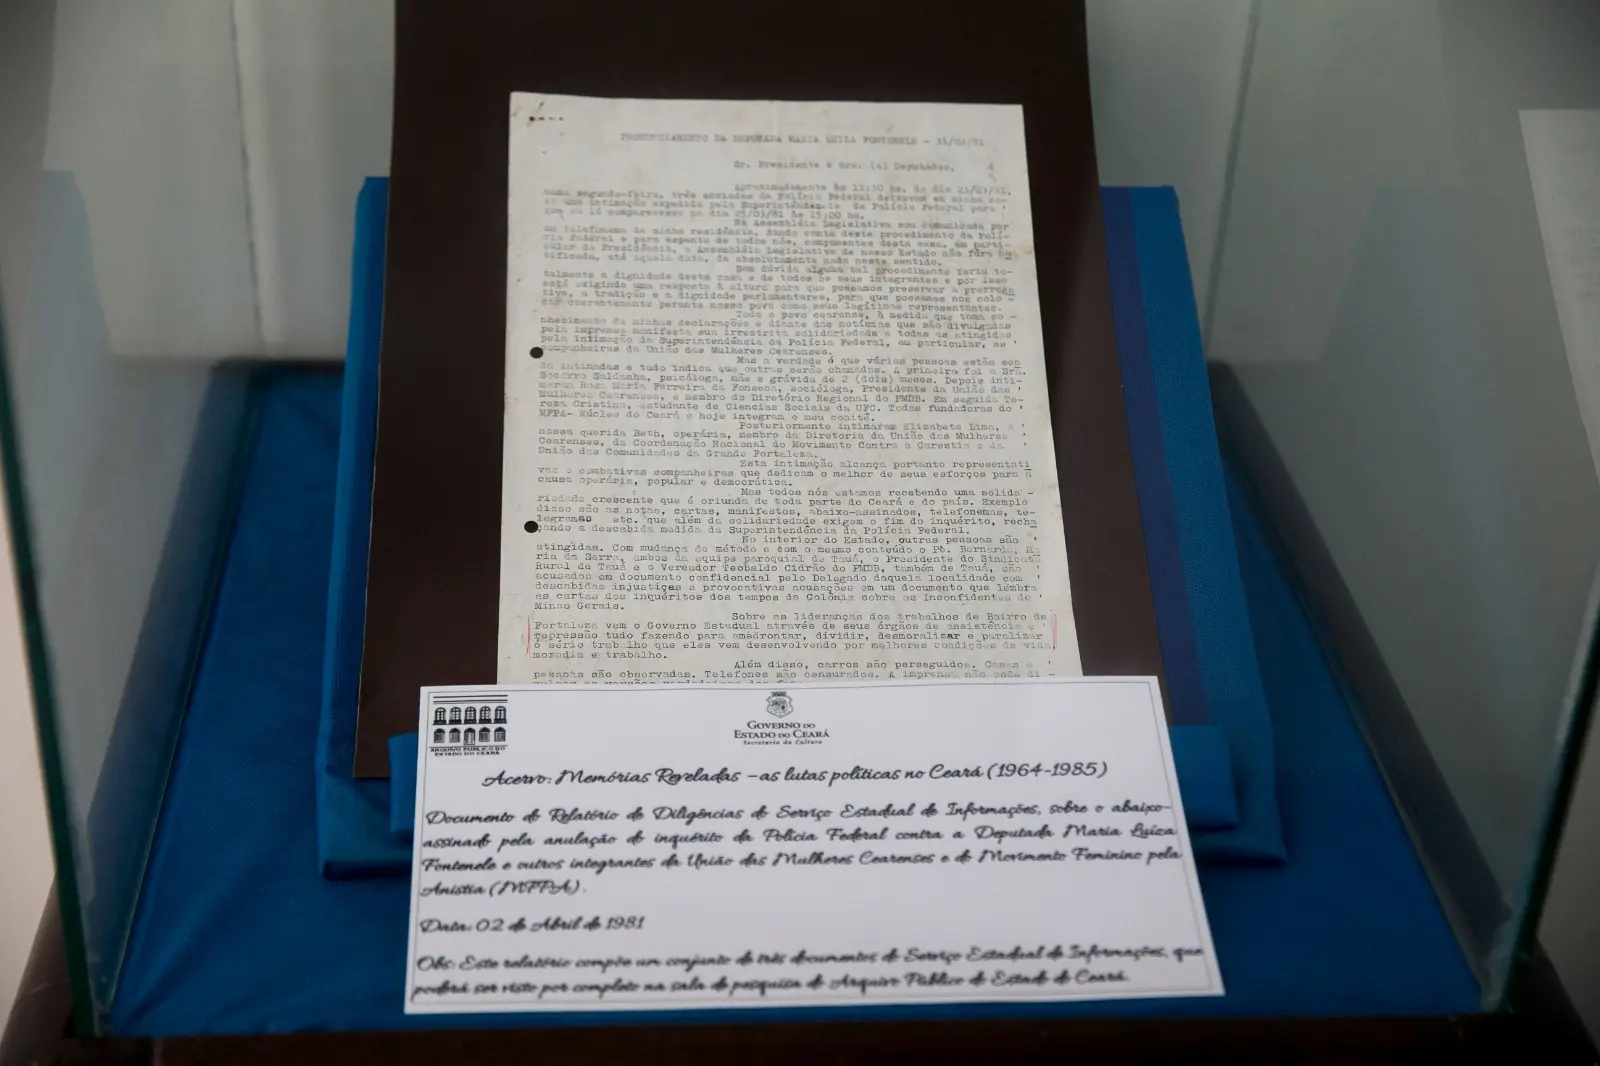 PRONUNCIAMENTO DA DEPUTADA MARIA LUIZA FONTENELE - 31/03/81
Sr. Presidente e Srs. (a) Deputados.
Aproximadamente às 11:30 hs. do dia 23/03/81,
numa segunda-feira, três enviados da Polícia Federal deixavam em minha ca-
sa uma intimação expedida pela Superintendência da Polícia Federal para '
que eu lá comparecesse no dia 25/03/81 às 15:00 hs.
Na Assembléia Legislativa sou comunicada por
um telefonema de minha residência, dando conta deste procedimento da Polí-
cia Federal e para espanto de todos nós, componentes desta casa, em parti-
cular da Presidência, a Assembléia Legislativa de nosso Estado não fora no
tificada, até àquela data, de absolutamente nada neste sentido.
Sem dúvida alguma tal procedimento feriu to-
talmente a dignidade desta casa e de todos os seus integrantes e por isso
está exigindo uma resposta à altura para que possamos preservar a prerroga
tiva, a tradição e a dignidade parlamentares, para que possamos nos colo -
car coerentemente perante nosso povo como seus legítimos representantes.
Todo o povo cearense, à medida que toma co -
nhecimento de minhas declarações e diante das notícias que são divulgadas
pela imprensa manifesta sua irrestrita solidariedade a todas as atingidas
pela intimação da Superintendência da Polícia Federal, em particular, as '
companheiras da União das Mulheres Cearenses.
Mas a verdade é que várias pessoas estão sen
do intimadas e tudo indica que outras serão chamadas. A primeira foi a Sra.
Socorro Saldanha, psicóloga, mãe e grávida de 2 (dois) meses. Depois inti-
maram Rosa Maria Ferreira da Fonseca, socióloga, Presidente da União das '
Mulheres Cearenses, e membro do Diretório Regional do PMDB. Em seguida Te-
reza Cristina, estudante de Ciencias Sociais da UFC. Todas fundadoras do '
MFPA- Núcleo do Ceará e hoje integram o meu comitê.
Posteriormente intimaram Elisabete Lima, a '
nossa querida Beth, operária, membro da Diretoria da União das Mulheres '
Cearenses, da Coordenação Nacional do Movimento Contra a Carestia e da '
União das Comunidades da Grande Fortaleza.
Esta intimação alcança portanto representati
vas e combativas companheiras que dedicam o melhor de seus esforços para a
causa operária, popular e democrática.
Mas todos nós estamos recebendo uma solida -
riedade crescente que é oriunda de toda parte do Ceará e do país. Exemplo
disso são as notas, cartas, manifestos, abaixo-assinados, telefonemas, te-
legramas etc. que além da solidariedade exigem o fim do inquérito, recha
çando a descabida medida da Superintendência da Polícia Federal.
No interior do Estado, outras pessoas são '
atingidas. Com mudança de método e com o mesmo conteúdo o Pe. Bernardo, Ma
ria da Serra, ambos da equipe paroquial de Tauá, o Presidente do Sindicato
Rural de Tauá e o Vereador Teobaldo Cidrão do PMDB, também de Tauá, são
acusados em documento confidencial pelo Delegado daquela localidade com '
descabidas injustiças e provocativas acusações em um documento que lembra
as cartas dos inquéritos dos tempos da Colônia sobre os Inconfidentes de '
Minas Gerais.
Sobre as lideranças dos trabalhos de Bairro de
Fortaleza vem o Governo Estadual através de seus órgãos de assistência e '
repressão tudo fazendo para amedrontar, dividir, desmoralizar e paralizar
o sério trabalho que eles vem desenvolvendo por melhores condições de vida,
moradia e trabalho.
Além disso, carros são perseguidos. Casas e '
pessoas são observadas. Telefones são censurados. A imprensa não pode di -
ARQUIVO PÚBLICO DO
ESTADO DO CEARÁ
GOVERNO DO
ESTADO DO CEARÁ
Secretaria da Cultura
Acervo: Memórias Reveladas – as lutas políticas no Ceará (1964-1985)
Documento do Relatório de Diligências do Serviço Estadual de Informações, sobre o abaixo-
assinado pela anulação do inquérito da Polícia Federal contra a Deputada Maria Luíza
Fontenele e outros integrantes da União das Mulheres Cearenses e do Movimento Feminino pela
Anistia (MFPA).
Data: 02 de Abril de 1981
Obs: Este relatório compõe um conjunto de três documentos do Serviço Estadual de Informações, que
poderá ser visto por completo na sala de pesquisa do Arquivo Público do Estado do Ceará.